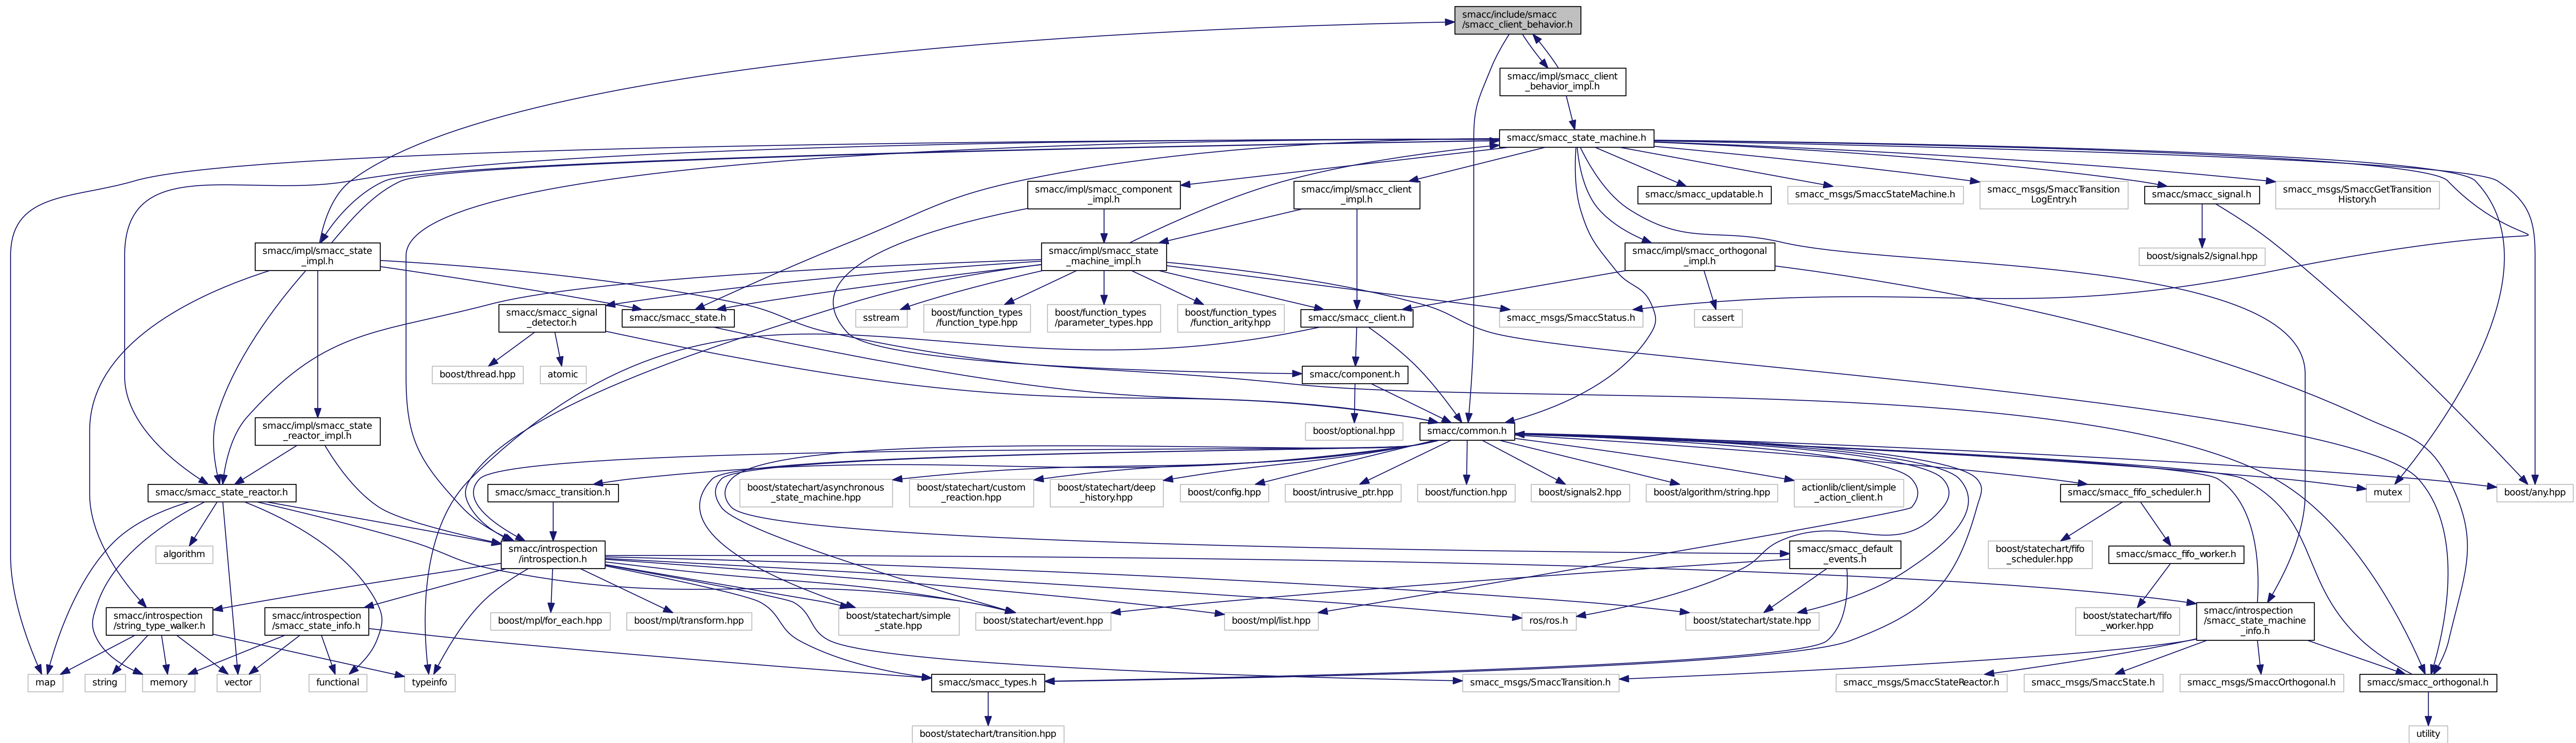 smacc/include/smacc
/smacc_client_behavior.h
smacc/impl/smacc_client
_behavior_impl.h
smacc/smacc_state_machine.h
smacc/impl/smacc_component
_impl.h
smacc/impl/smacc_client
_impl.h
smacc/smacc_updatable.h
smacc_msgs/SmaccStateMachine.h
smacc_msgs/SmaccTransition
LogEntry.h
smacc/smacc_signal.h
smacc_msgs/SmaccGetTransition
History.h
smacc/impl/smacc_state
_impl.h
smacc/impl/smacc_state
_machine_impl.h
smacc/impl/smacc_orthogonal
_impl.h
boost/signals2/signal.hpp
smacc/smacc_signal
_detector.h
smacc/smacc_state.h
sstream
boost/function_types
/function_type.hpp
boost/function_types
/parameter_types.hpp
boost/function_types
/function_arity.hpp
smacc/smacc_client.h
smacc_msgs/SmaccStatus.h
cassert
boost/thread.hpp
atomic
smacc/component.h
smacc/impl/smacc_state
_reactor_impl.h
boost/optional.hpp
smacc/common.h
smacc/smacc_state_reactor.h
smacc/smacc_transition.h
boost/statechart/asynchronous
_state_machine.hpp
boost/statechart/custom
_reaction.hpp
boost/statechart/deep
_history.hpp
boost/config.hpp
boost/intrusive_ptr.hpp
boost/function.hpp
boost/signals2.hpp
boost/algorithm/string.hpp
actionlib/client/simple
_action_client.h
smacc/smacc_fifo_scheduler.h
mutex
boost/any.hpp
algorithm
smacc/introspection
/introspection.h
smacc/smacc_default
_events.h
boost/statechart/fifo
_scheduler.hpp
smacc/smacc_fifo_worker.h
smacc/introspection
/string_type_walker.h
smacc/introspection
/smacc_state_info.h
boost/mpl/for_each.hpp
boost/mpl/transform.hpp
boost/statechart/simple
_state.hpp
boost/statechart/event.hpp
boost/mpl/list.hpp
ros/ros.h
boost/statechart/state.hpp
boost/statechart/fifo
_worker.hpp
smacc/introspection
/smacc_state_machine
_info.h
map
string
memory
vector
functional
typeinfo
smacc/smacc_types.h
smacc_msgs/SmaccTransition.h
smacc_msgs/SmaccStateReactor.h
smacc_msgs/SmaccState.h
smacc_msgs/SmaccOrthogonal.h
smacc/smacc_orthogonal.h
boost/statechart/transition.hpp
utility